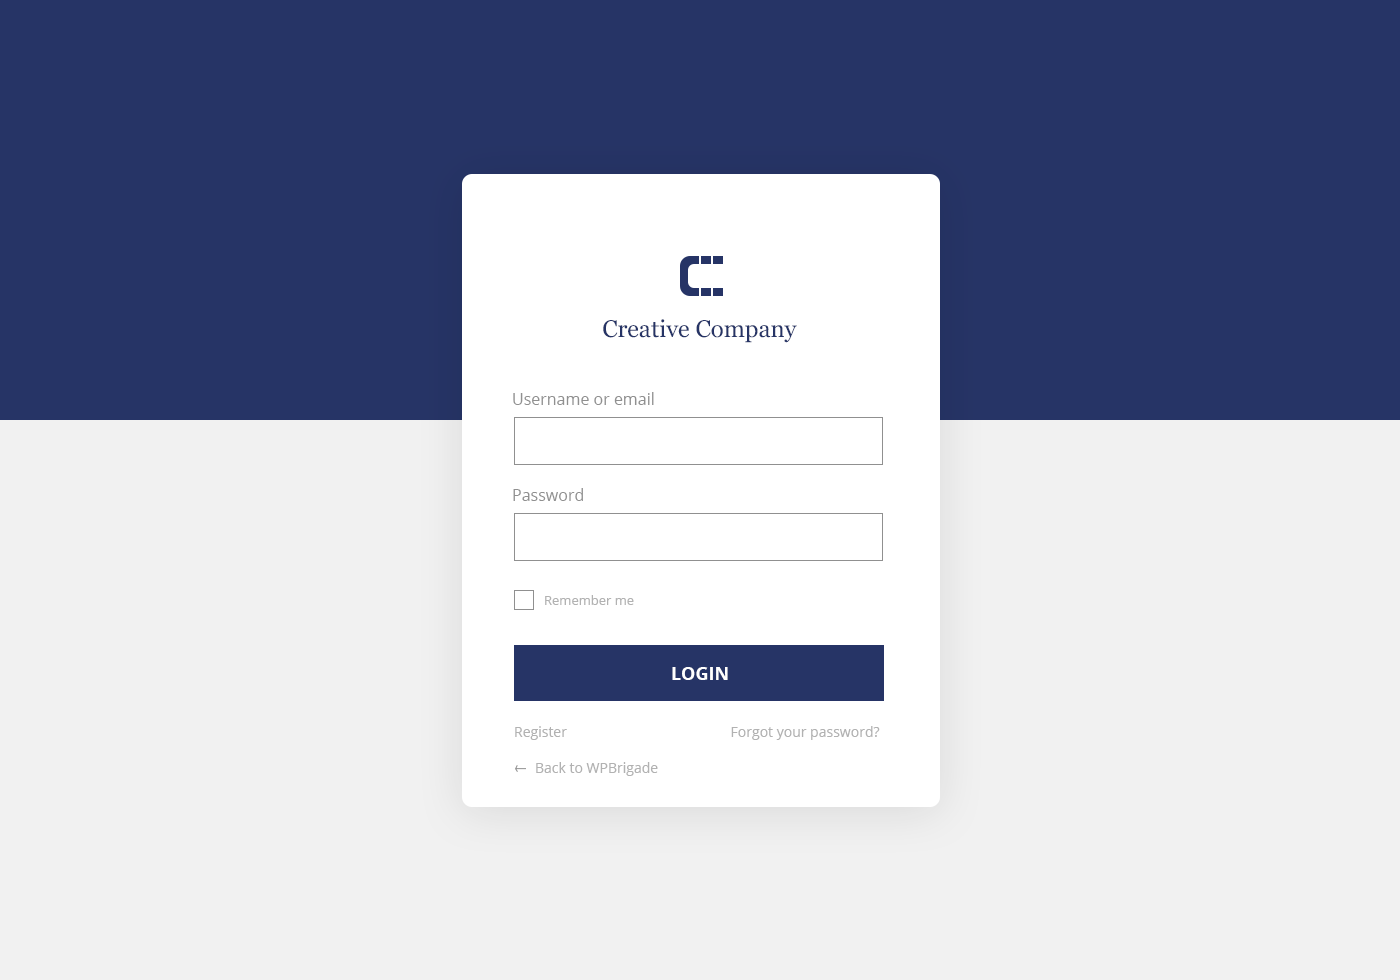 Creative Company
Username or email
Password
Remember me
LOGIN
Register
Forgot your password?
← Back to WPBrigade